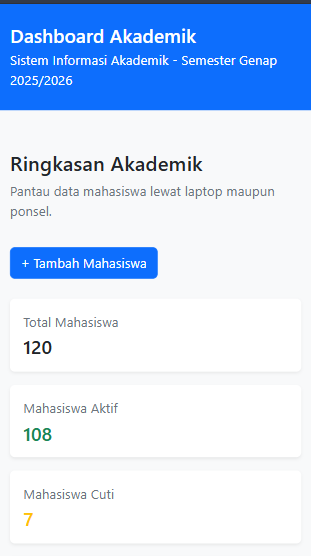 Dashboard Akademik
Sistem Informasi Akademik - Semester Genap
2025/2026
Ringkasan Akademik
Pantau data mahasiswa lewat laptop maupun
ponsel.
+ Tambah Mahasiswa
Total Mahasiswa
120
Mahasiswa Aktif
108
Mahasiswa Cuti
7